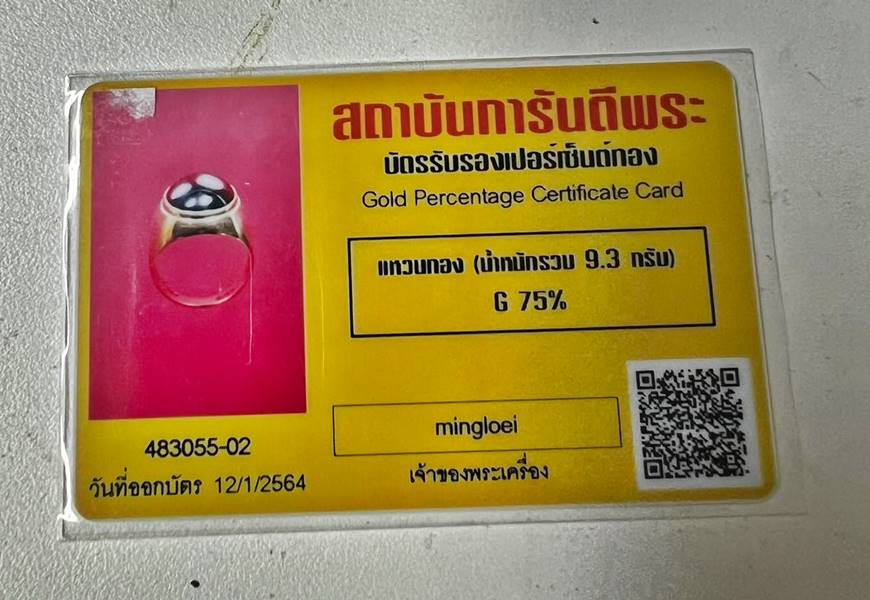 สถาบันการันตีพระ
บัตรรับรองเปอร์เซ็นต์ทอง
Gold Percentage Certificate Card
แหวนทอง (น้ำหนักรวม 9.3 กรัม)
G 75%
mingloei
เจ้าของพระเครื่อง
483055-02
วันที่ออกบัตร 12/1/2564